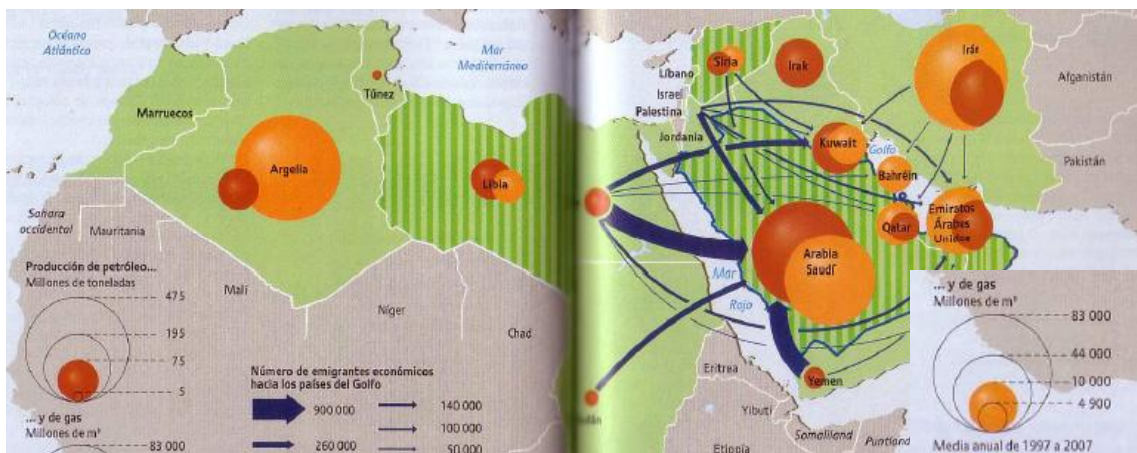 Océano
Atlántico
Mar
Mediterráneo
Marruecos
Túnez
Argelia
Libia
Sahara
occidental
Mauritania
Malí
Níger
Chad
Siria
Irak
Irán
Líbano
Israel
Palestina
Jordania
Afganistán
Pakistán
Kuwait
Golfo
Bahréin
Qatar
Emiratos
Árabes
Unidos
Arabia
Saudí
Mar
Rojo
Eritrea
Yemen
Yibuti
Etiopía
Somaliland
Puntland
Producción de petróleo...
Millones de toneladas
475
195
75
5
... y de gas
Millones de m³
83 000
Número de emigrantes económicos
hacia los países del Golfo
900 000
260 000
140 000
100 000
50 000
... y de gas
Millones de m³
83 000
44 000
10 000
4 900
Media anual de 1997 a 2007